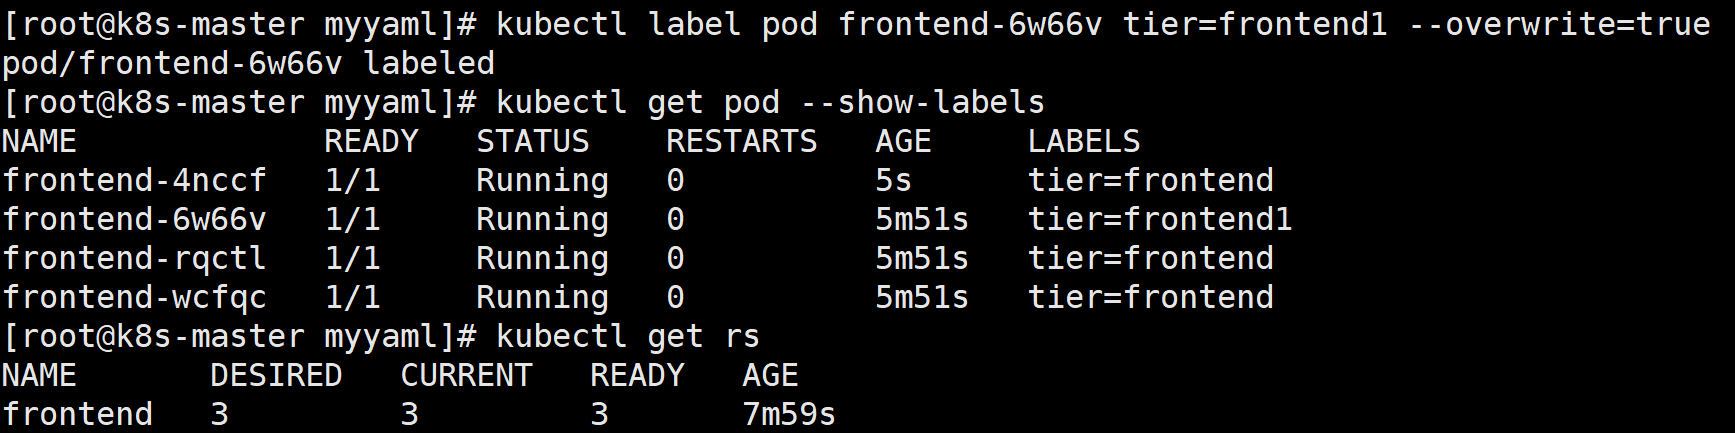 [root@k8s-master myyaml]# kubectl label pod frontend-6w66v tier=frontend1 --overwrite=true
pod/frontend-6w66v labeled
[root@k8s-master myyaml]# kubectl get pod --show-labels
NAME             READY   STATUS    RESTARTS   AGE     LABELS
frontend-4nccf   1/1     Running   0          5s      tier=frontend
frontend-6w66v   1/1     Running   0          5m51s   tier=frontend1
frontend-rqctl   1/1     Running   0          5m51s   tier=frontend
frontend-wcfqc   1/1     Running   0          5m51s   tier=frontend
[root@k8s-master myyaml]# kubectl get rs
NAME       DESIRED   CURRENT   READY   AGE
frontend   3         3         3       7m59s